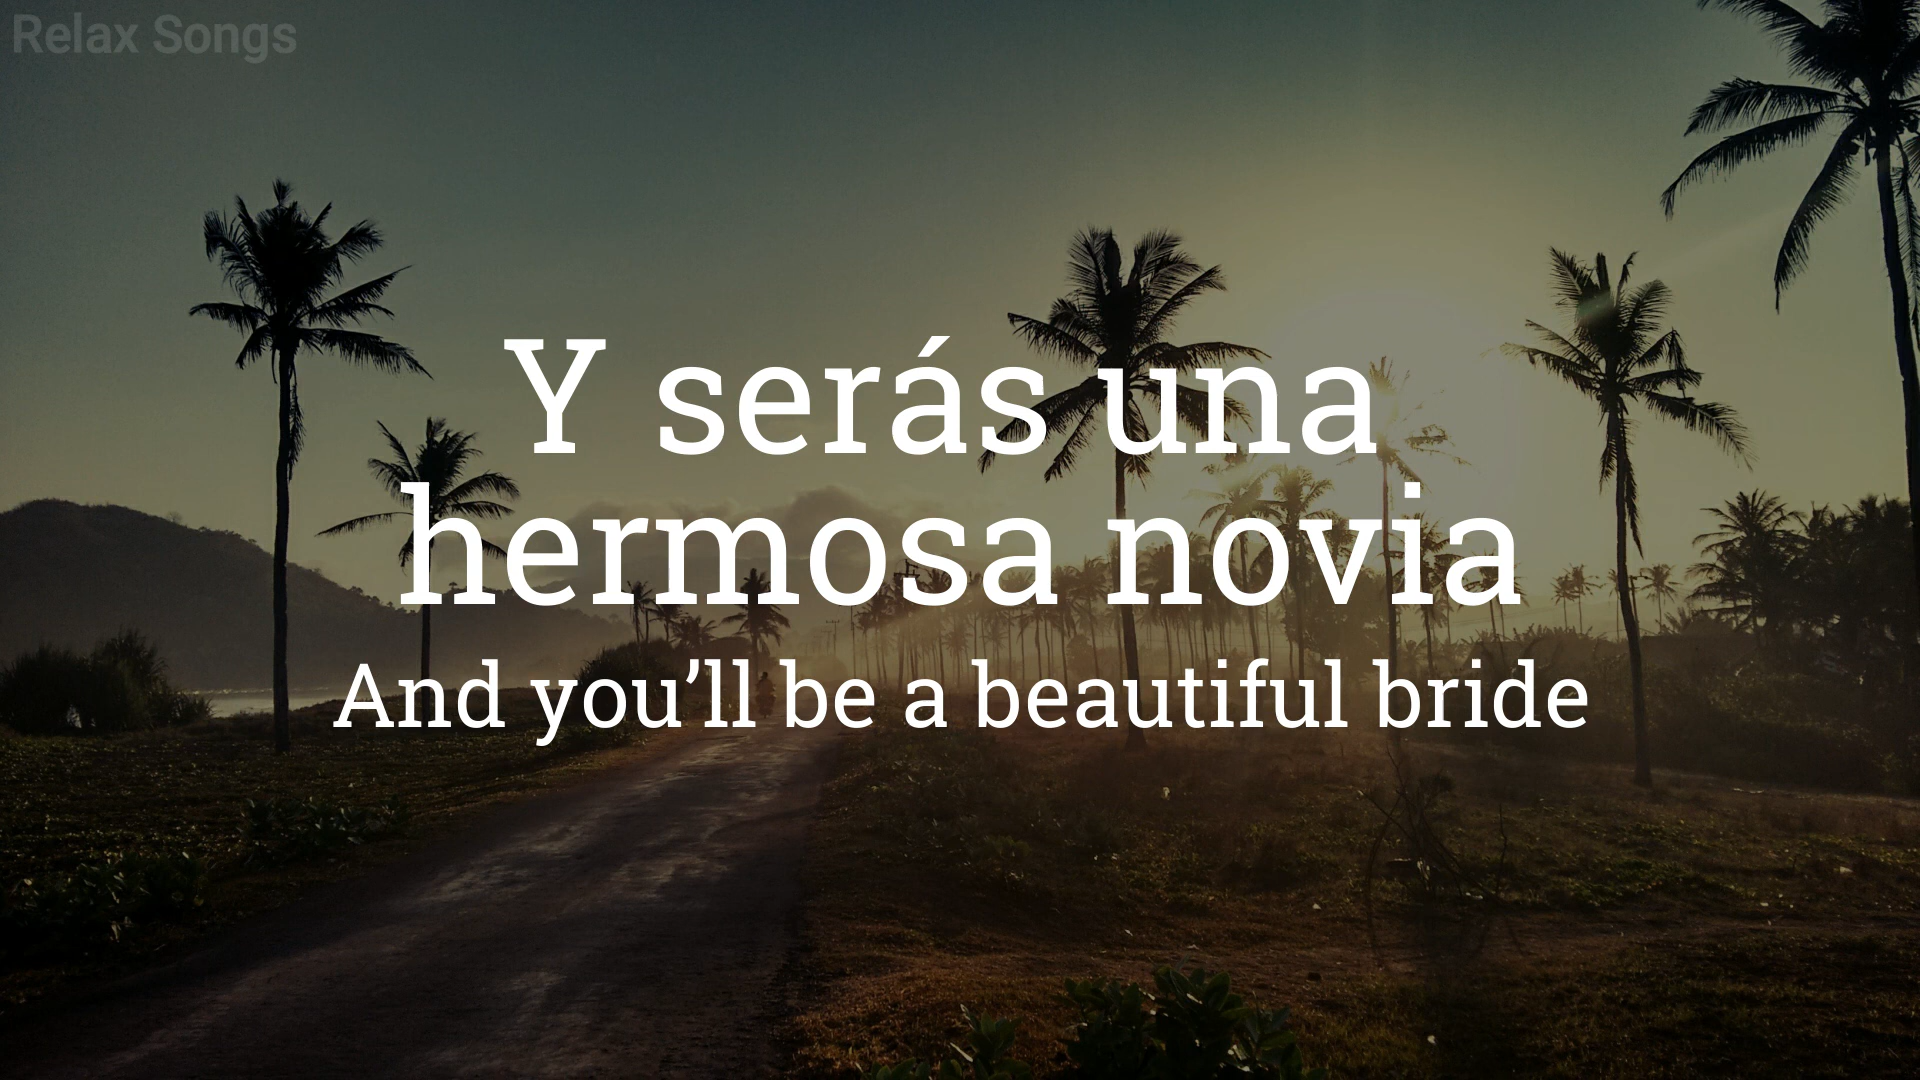 Relax Songs
Y serás una
hermosa novia
And you’ll be a beautiful bride